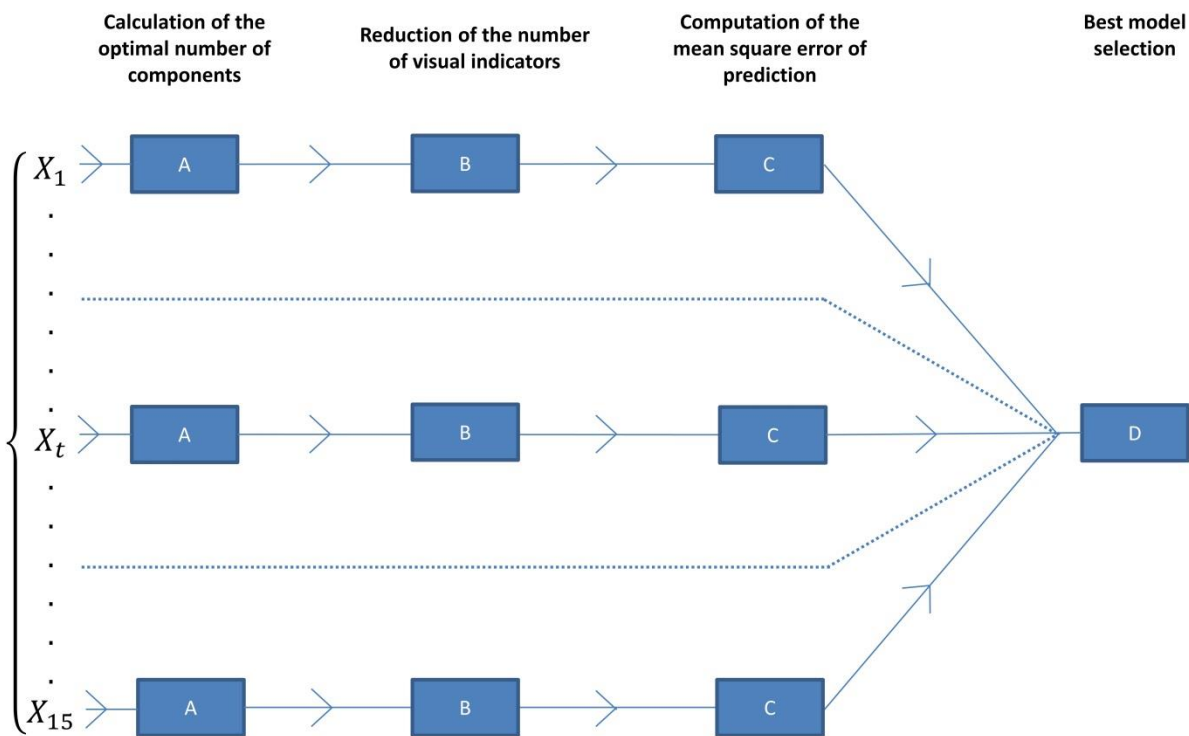 Calculation of the
optimal number of
components
Reduction of the number
of visual indicators
Computation of the
mean square error of
prediction
Best model
selection
X₁
A
B
C
Xₜ
A
B
C
D
X₁₅
A
B
C